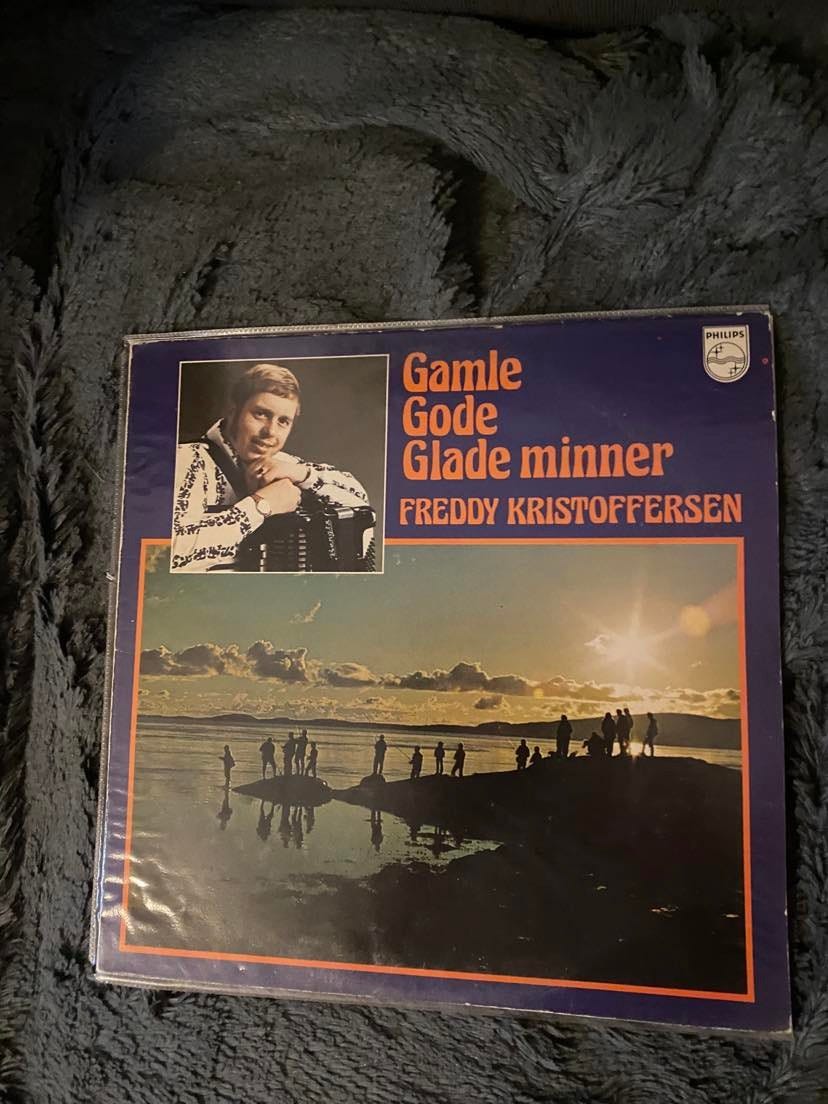 PHILIPS
Gamle
Gode
Glade minner
FREDDY KRISTOFFERSEN